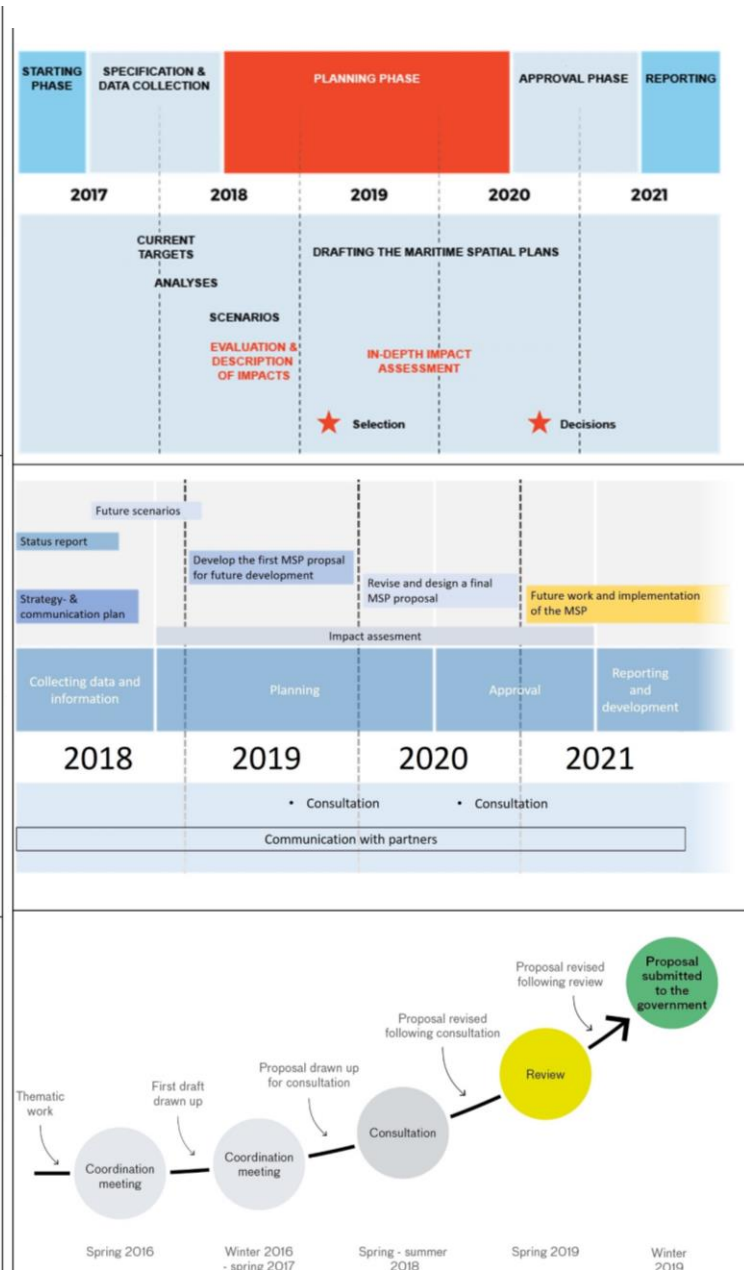 STARTING
PHASE
SPECIFICATION &
DATA COLLECTION
PLANNING PHASE
APPROVAL PHASE
REPORTING
2017
2018
2019
2020
2021
CURRENT
TARGETS
DRAFTING THE MARITIME SPATIAL PLANS
ANALYSES
SCENARIOS
EVALUATION &
DESCRIPTION
OF IMPACTS
IN-DEPTH IMPACT
ASSESSMENT
Selection
Decisions
Future scenarios
Status report
Develop the first MSP propsal
for future development
Revise and design a final
MSP proposal
Strategy- &
communication plan
Future work and implementation
of the MSP
Impact assesment
Collecting data and
information
Planning
Approval
Reporting
and
development
2018
2019
2020
2021
• Consultation
• Consultation
Communication with partners
Proposal
submitted
to the
government
Proposal revised
following review
Proposal revised
following consultation
Review
Proposal drawn up
for consultation
First draft
drawn up
Thematic
work
Consultation
Coordination
meeting
Coordination
meeting
Spring 2016
Winter 2016
- spring 2017
Spring - summer
2018
Spring 2019
Winter
2019